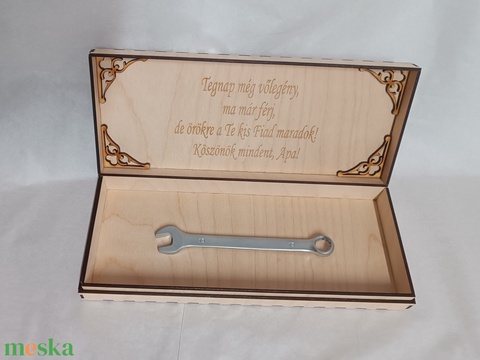 Tegnap még vőlegény,
ma már férj,
de örökre a Te kis Fiad maradok!
Köszönök mindent, Apa!
meska